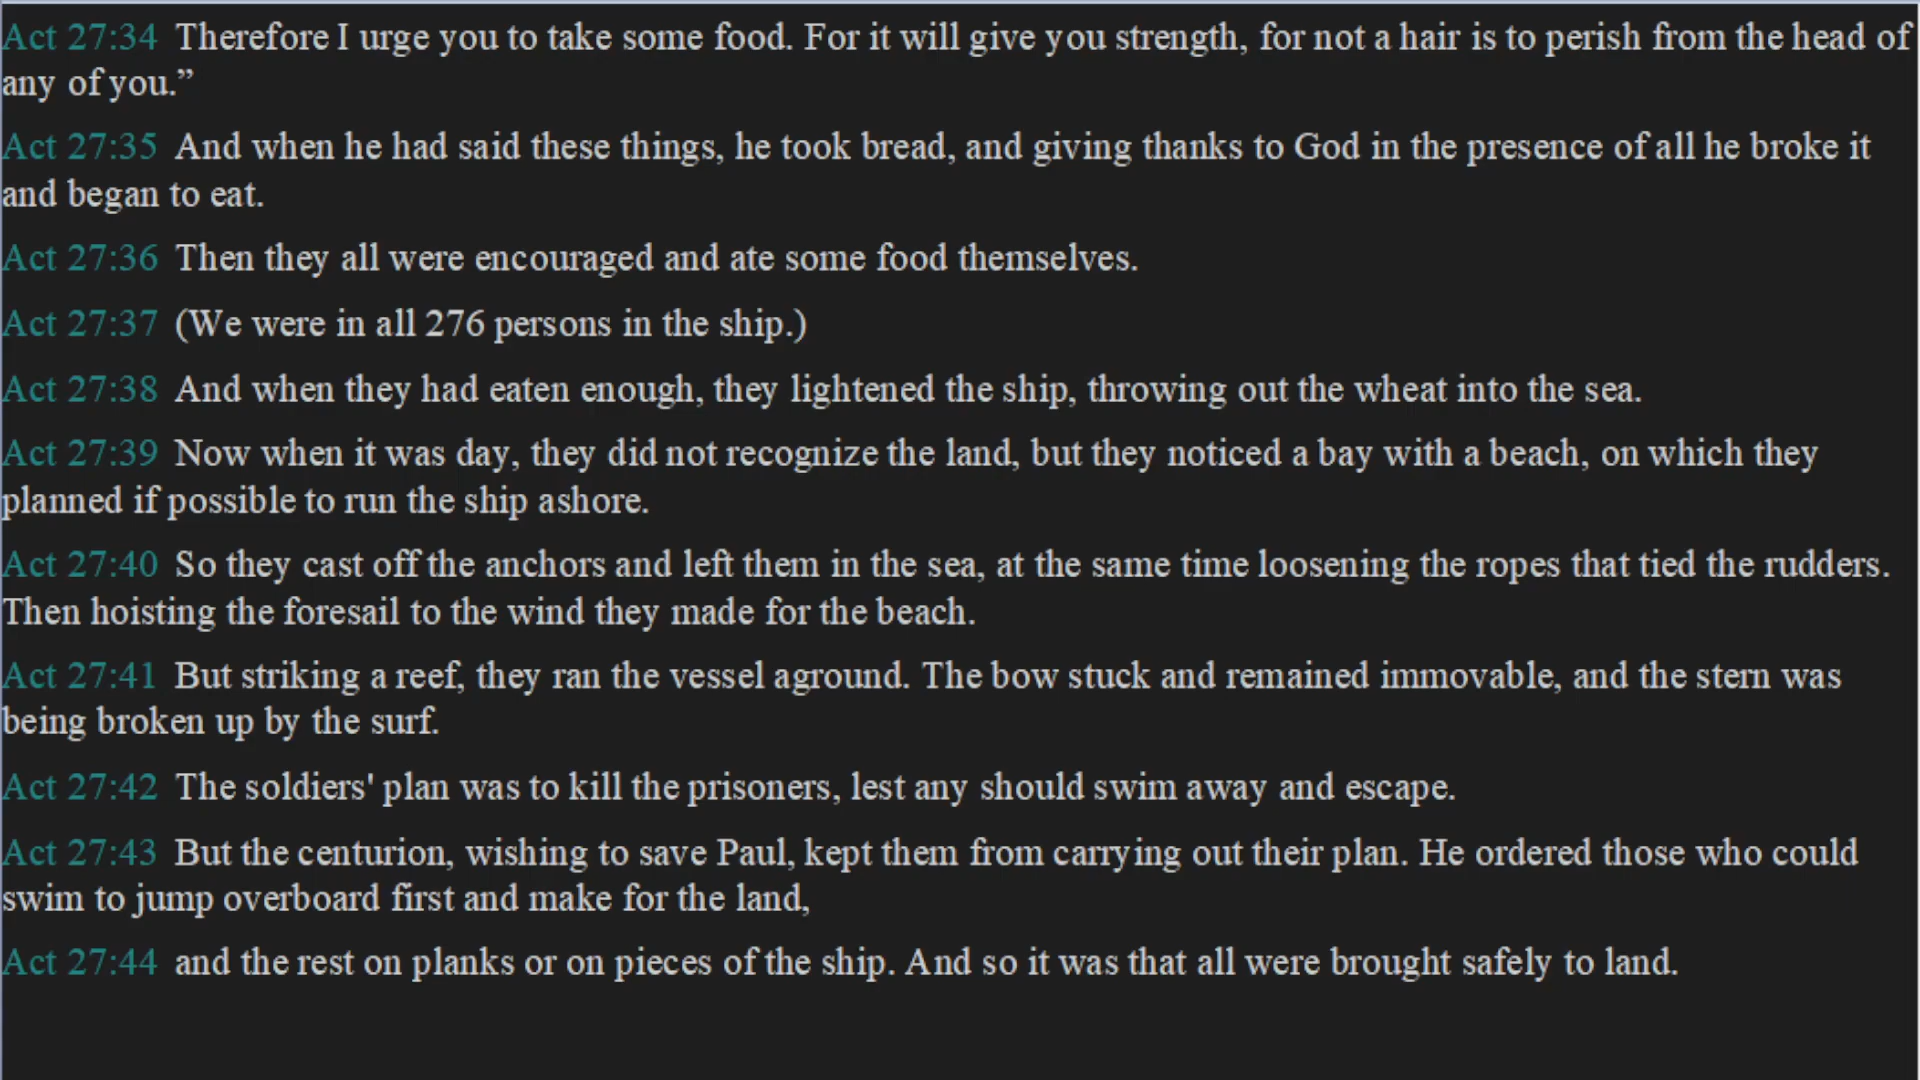 Act 27:34 Therefore I urge you to take some food. For it will give you strength, for not a hair is to perish from the head of
any of you.”
Act 27:35 And when he had said these things, he took bread, and giving thanks to God in the presence of all he broke it
and began to eat.
Act 27:36 Then they all were encouraged and ate some food themselves.
Act 27:37 (We were in all 276 persons in the ship.)
Act 27:38 And when they had eaten enough, they lightened the ship, throwing out the wheat into the sea.
Act 27:39 Now when it was day, they did not recognize the land, but they noticed a bay with a beach, on which they
planned if possible to run the ship ashore.
Act 27:40 So they cast off the anchors and left them in the sea, at the same time loosening the ropes that tied the rudders.
Then hoisting the foresail to the wind they made for the beach.
Act 27:41 But striking a reef, they ran the vessel aground. The bow stuck and remained immovable, and the stern was
being broken up by the surf.
Act 27:42 The soldiers' plan was to kill the prisoners, lest any should swim away and escape.
Act 27:43 But the centurion, wishing to save Paul, kept them from carrying out their plan. He ordered those who could
swim to jump overboard first and make for the land,
Act 27:44 and the rest on planks or on pieces of the ship. And so it was that all were brought safely to land.